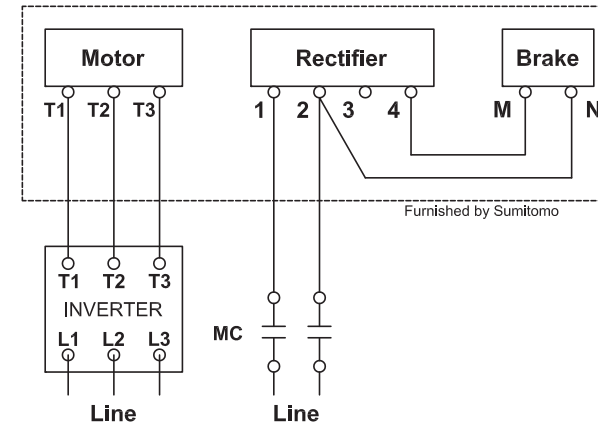 Motor Rectifier Brake
T1 T2 T3 1 2 3 4 M N
Furnished by Sumitomo
T1 T2 T3
INVERTER
L1 L2 L3 MC
Line Line